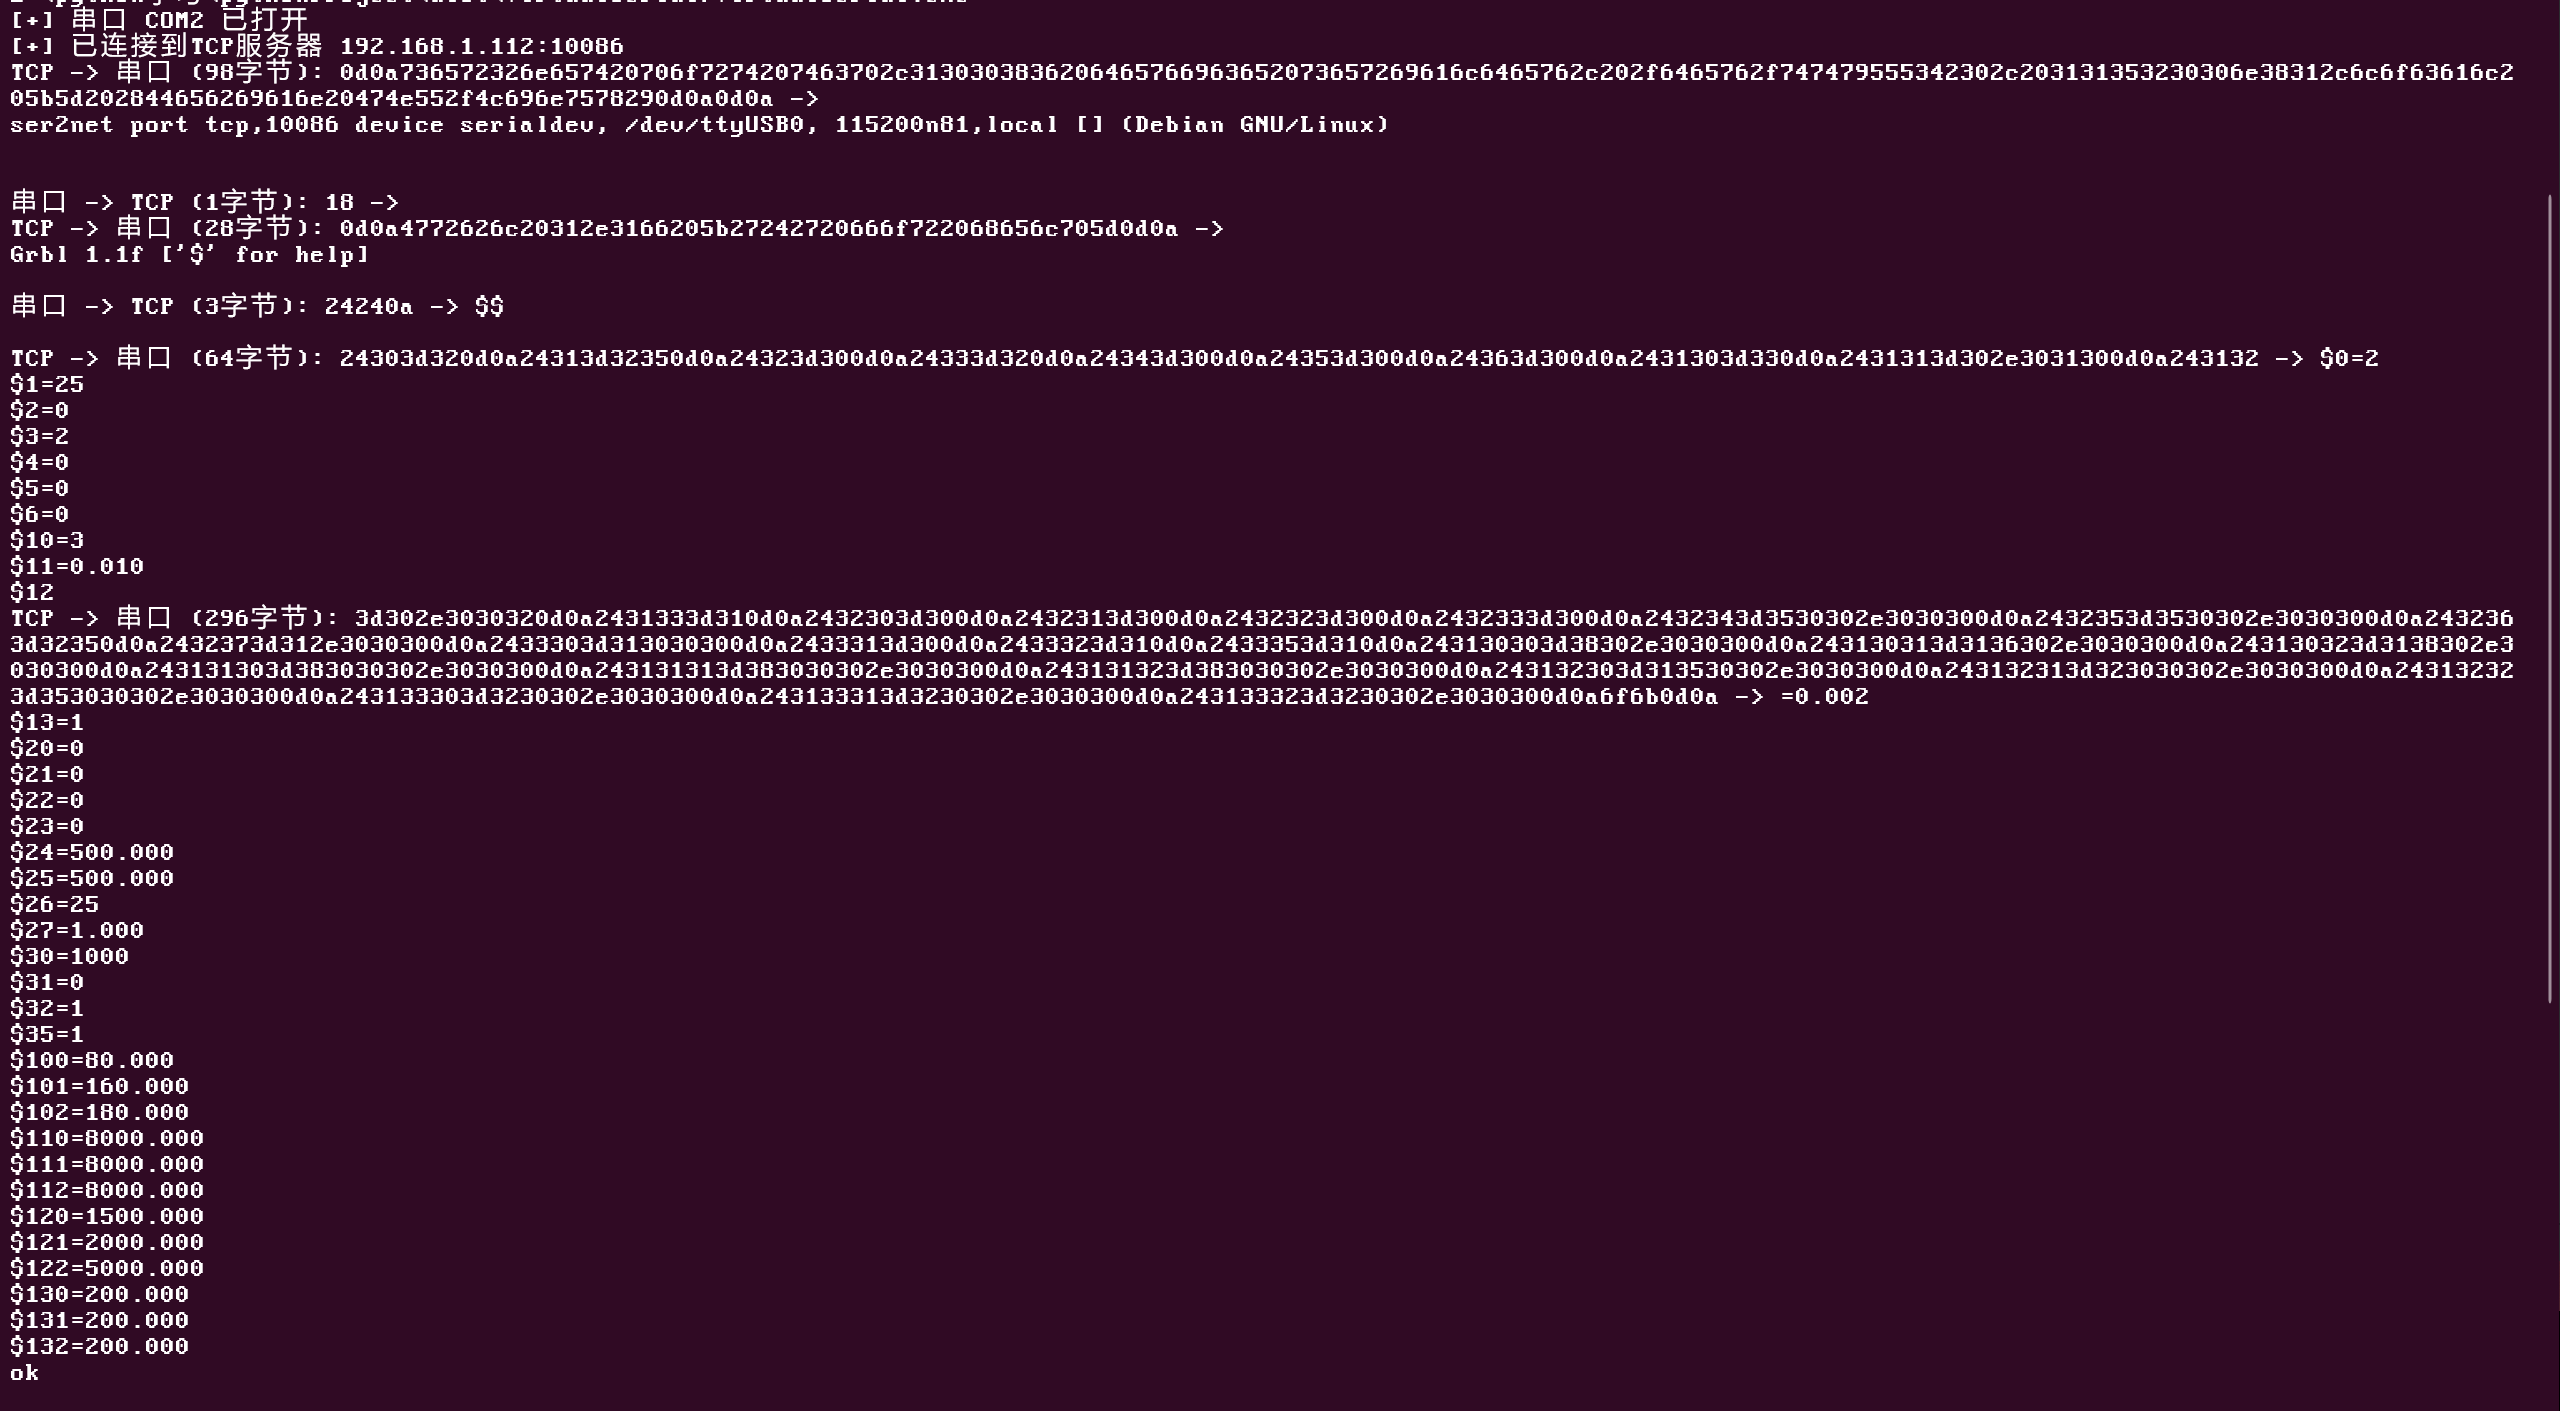 [+] 串口 COM2 已打开
[+] 已连接到TCP服务器 192.168.1.112:10086
TCP -> 串口 (98字节): 0d0a736572326e657420706f7274207463702c3130303836206465766963652073657269616c6465762c202f6465762f747479555342302c203131353230306e38312c6c6f63616c2
05b5d202844656269616e20474e552f4c696e7578290d0a0d0a ->
ser2net port tcp,10086 device serialdev, /dev/ttyUSB0, 115200n81,local [] (Debian GNU/Linux)
串口 -> TCP (1字节): 18 ->
TCP -> 串口 (28字节): 0d0a4772626c20312e3166205b27242720666f722068656c705d0d0a ->
Grbl 1.1f ['$' for help]
串口 -> TCP (3字节): 24240a -> $$
TCP -> 串口 (64字节): 24303d320d0a24313d32350d0a24323d300d0a24333d320d0a24343d300d0a24353d300d0a24363d300d0a2431303d330d0a2431313d302e3031300d0a243132 -> $0=2
$1=25
$2=0
$3=2
$4=0
$5=0
$6=0
$10=3
$11=0.010
$12
TCP -> 串口 (296字节): 3d302e3030320d0a2431333d310d0a2432303d300d0a2432313d300d0a2432323d300d0a2432333d300d0a2432343d3530302e3030300d0a2432353d3530302e3030300d0a243236
3d32350d0a2432373d312e3030300d0a2433303d313030300d0a2433313d300d0a2433323d310d0a2433353d310d0a243130303d38302e3030300d0a243130313d3136302e3030300d0a243130323d3138302e3
030300d0a243131303d383030302e3030300d0a243131313d383030302e3030300d0a243131323d383030302e3030300d0a243132303d313530302e3030300d0a243132313d323030302e3030300d0a24313232
3d353030302e3030300d0a243133303d3230302e3030300d0a243133313d3230302e3030300d0a243133323d3230302e3030300d0a6f6b0d0a -> =0.002
$13=1
$20=0
$21=0
$22=0
$23=0
$24=500.000
$25=500.000
$26=25
$27=1.000
$30=1000
$31=0
$32=1
$35=1
$100=80.000
$101=160.000
$102=180.000
$110=8000.000
$111=8000.000
$112=8000.000
$120=1500.000
$121=2000.000
$122=5000.000
$130=200.000
$131=200.000
$132=200.000
ok